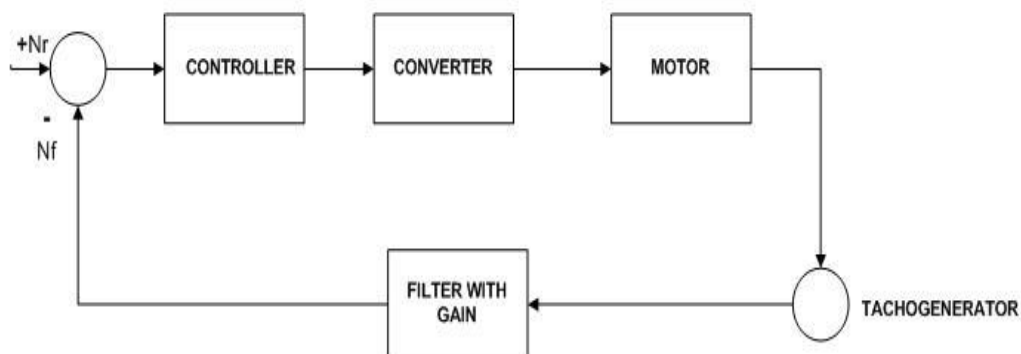 +Nr
CONTROLLER
CONVERTER
MOTOR
-
Nf
FILTER WITH
GAIN
TACHOGENERATOR